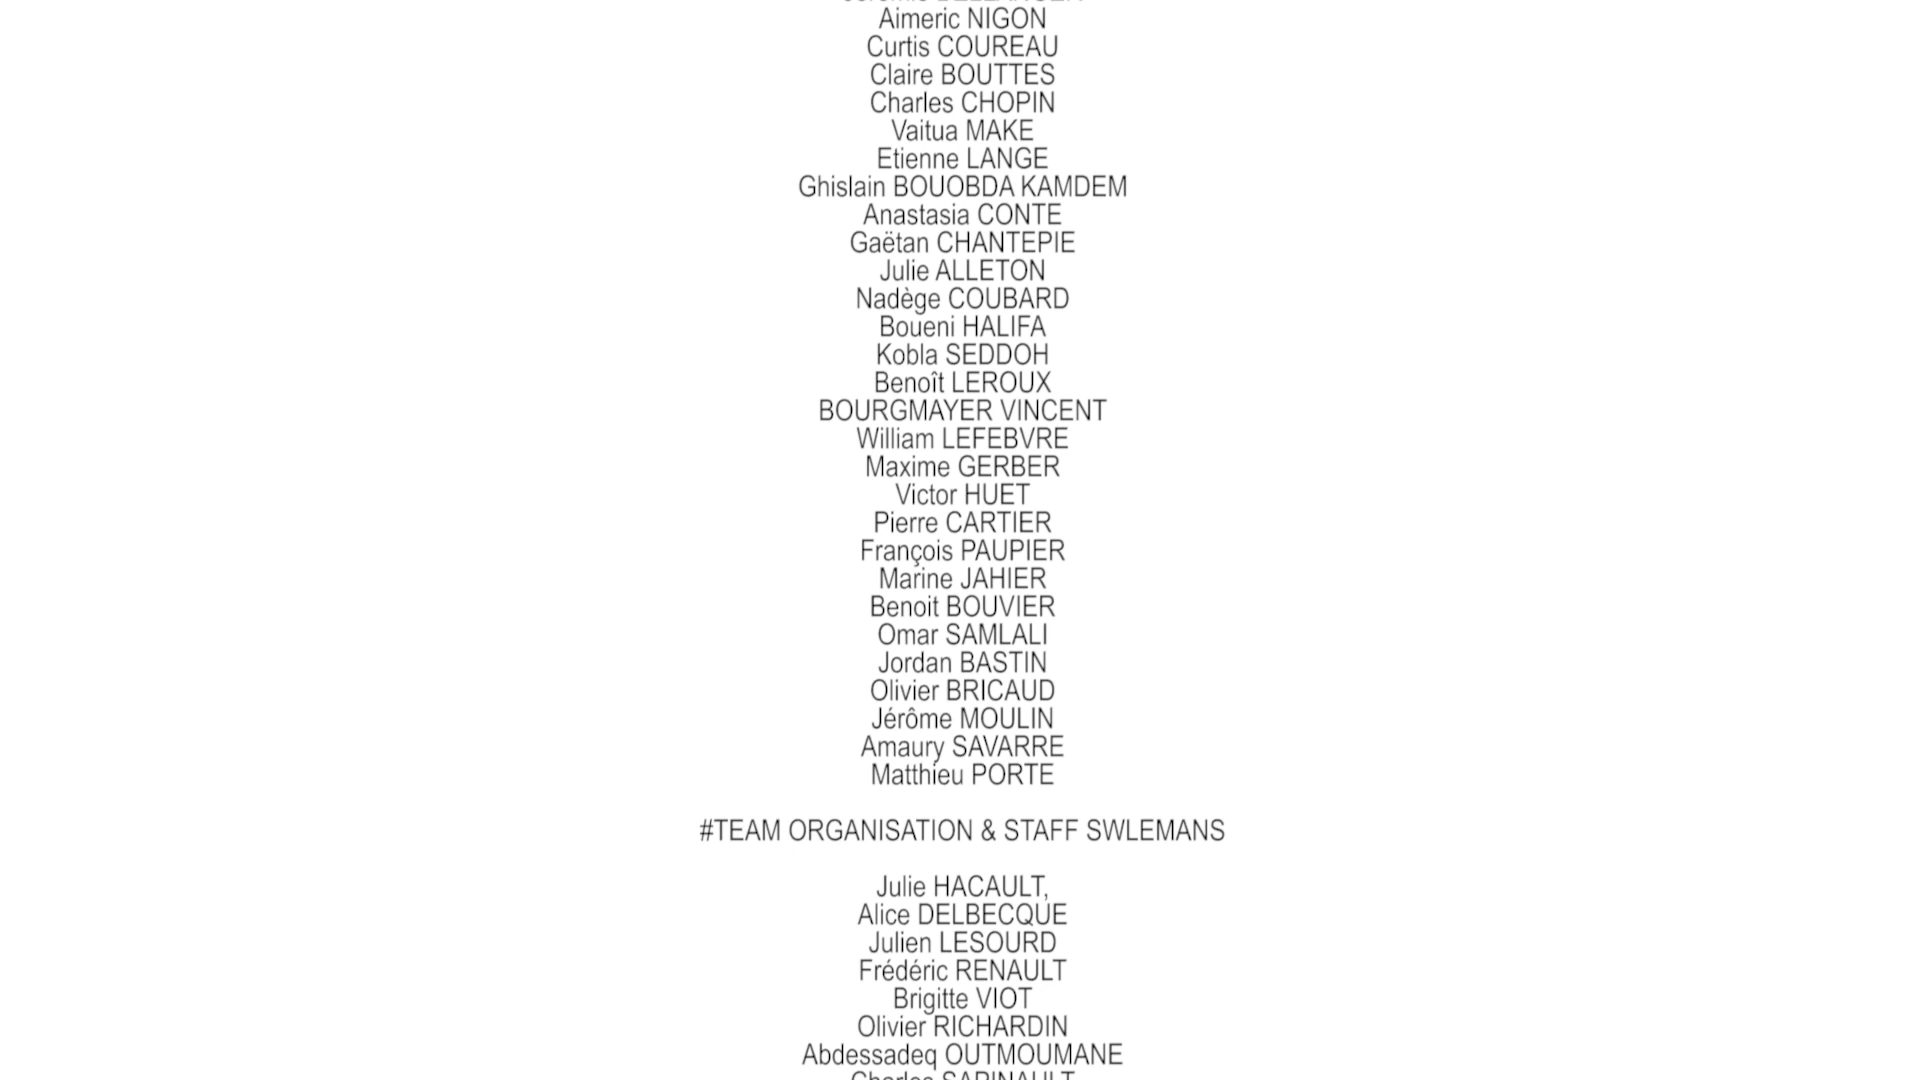 Aimeric NIGON
Curtis COUREAU
Claire BOUTTES
Charles CHOPIN
Vaitua MAKE
Etienne LANGE
Ghislain BOUOBDA KAMDEM
Anastasia CONTE
Gaëtan CHANTEPIE
Julie ALLETON
Nadège COUBARD
Boueni HALIFA
Kobla SEDDOH
Benoît LEROUX
BOURGMAYER VINCENT
William LEFEBVRE
Maxime GERBER
Victor HUET
Pierre CARTIER
François PAUPIER
Marine JAHIER
Benoit BOUVIER
Omar SAMLALI
Jordan BASTIN
Olivier BRICAUD
Jérôme MOULIN
Amaury SAVARRE
Matthieu PORTE
#TEAM ORGANISATION & STAFF SWLEMANS
Julie HACAULT,
Alice DELBECQUE
Julien LESOURD
Frédéric RENAULT
Brigitte VIOT
Olivier RICHARDIN
Abdessadeq OUTMOUMANE
Charles